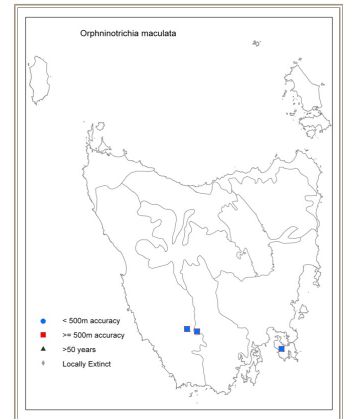 Orphninotrichia maculata
< 500m accuracy
>= 500m accuracy
>50 years
Locally Extinct